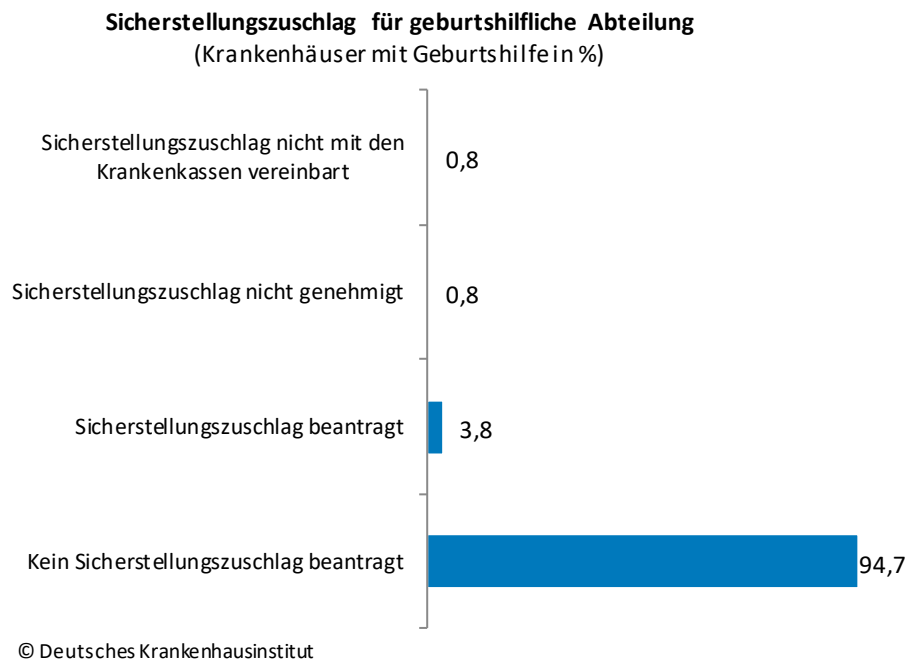 Sicherstellungszuschlag für geburtshilfliche Abteilung
(Krankenhäuser mit Geburtshilfe in %)
Sicherstellungszuschlag nicht mit den
Krankenkassen vereinbart
0,8
Sicherstellungszuschlag nicht genehmigt
0,8
Sicherstellungszuschlag beantragt
3,8
Kein Sicherstellungszuschlag beantragt
94,7
© Deutsches Krankenhausinstitut